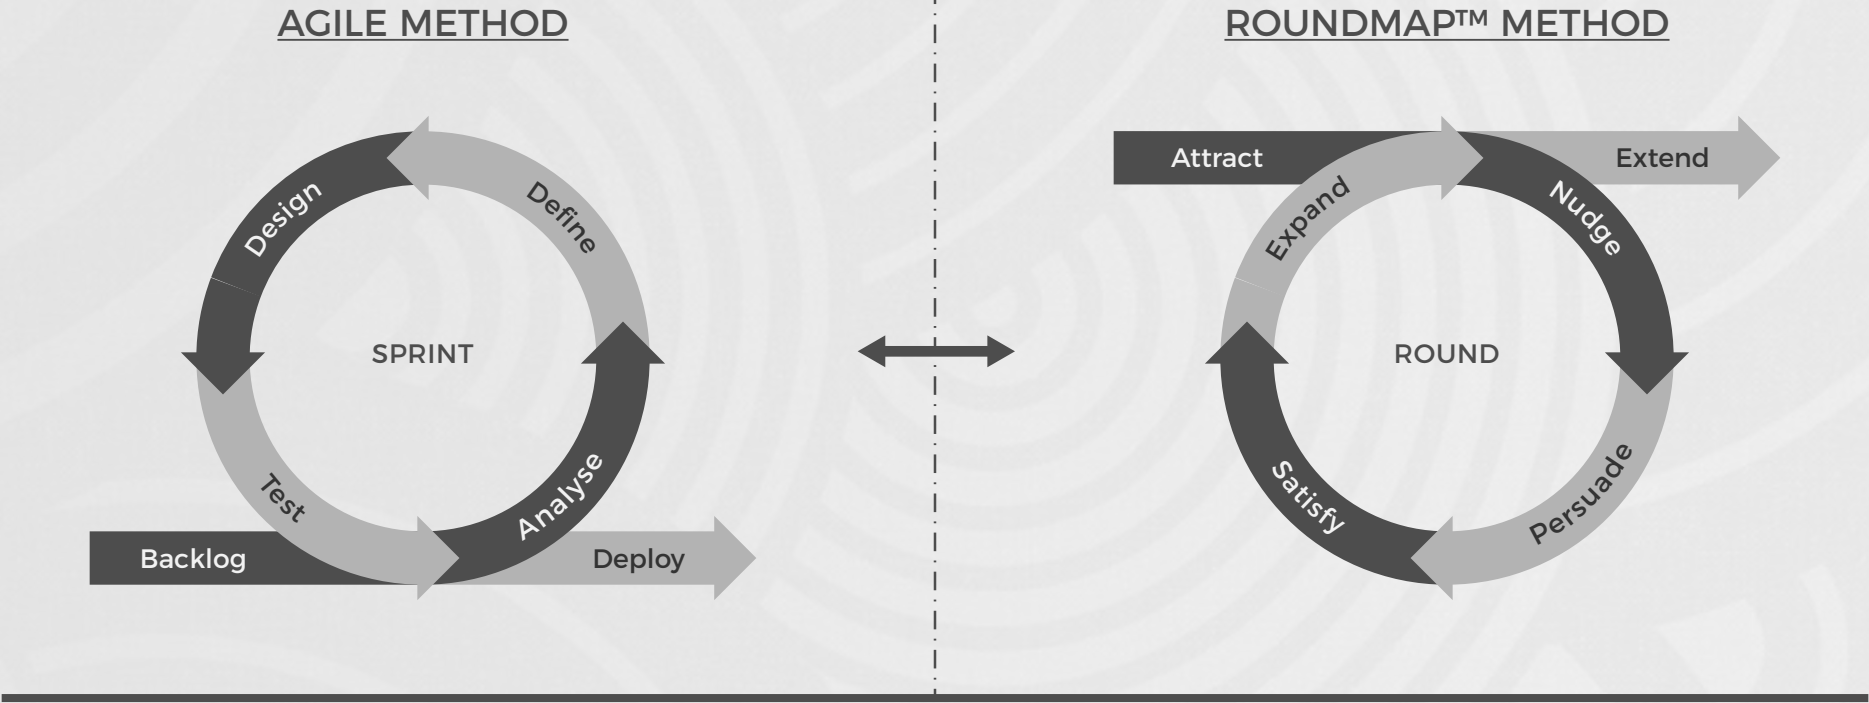 AGILE METHOD
Design
Define
SPRINT
Test
Analyse
Backlog
Deploy
ROUNDMAP™ METHOD
Attract
Extend
Expand
Nudge
ROUND
Satisfy
Persuade